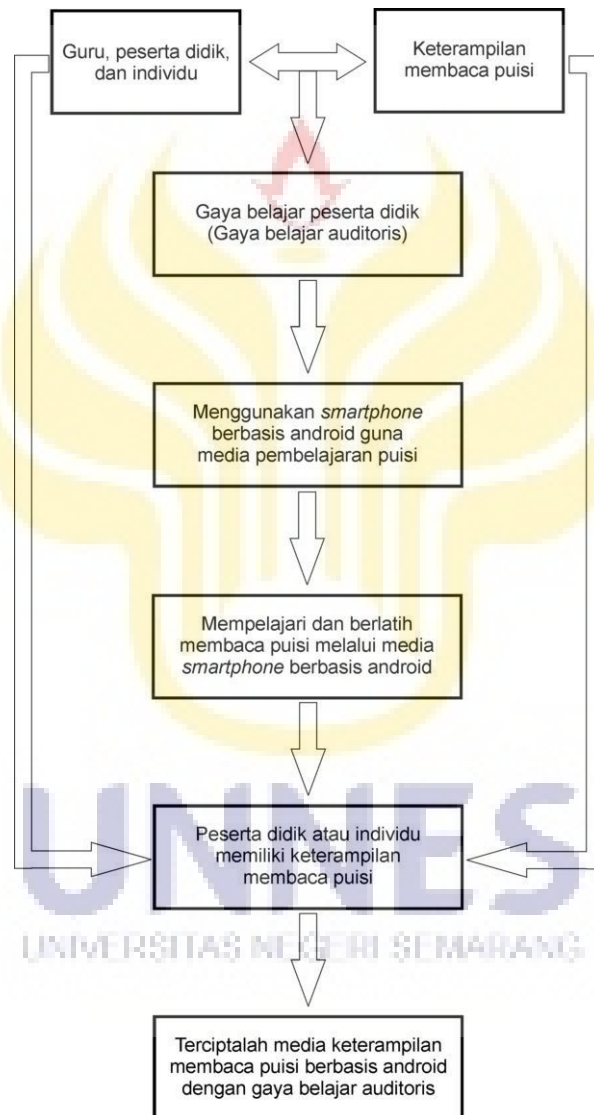 Guru, peserta didik,
dan individu
Keterampilan
membaca puisi
Gaya belajar peserta didik
(Gaya belajar auditoris)
Menggunakan smartphone
berbasis android guna
media pembelajaran puisi
Mempelajari dan berlatih
membaca puisi melalui media
smartphone berbasis android
Peserta didik atau individu
memiliki keterampilan
membaca puisi
UNNES
UNIVERSITAS NEGERI SEMARANG
Terciptalah media keterampilan
membaca puisi berbasis android
dengan gaya belajar auditoris